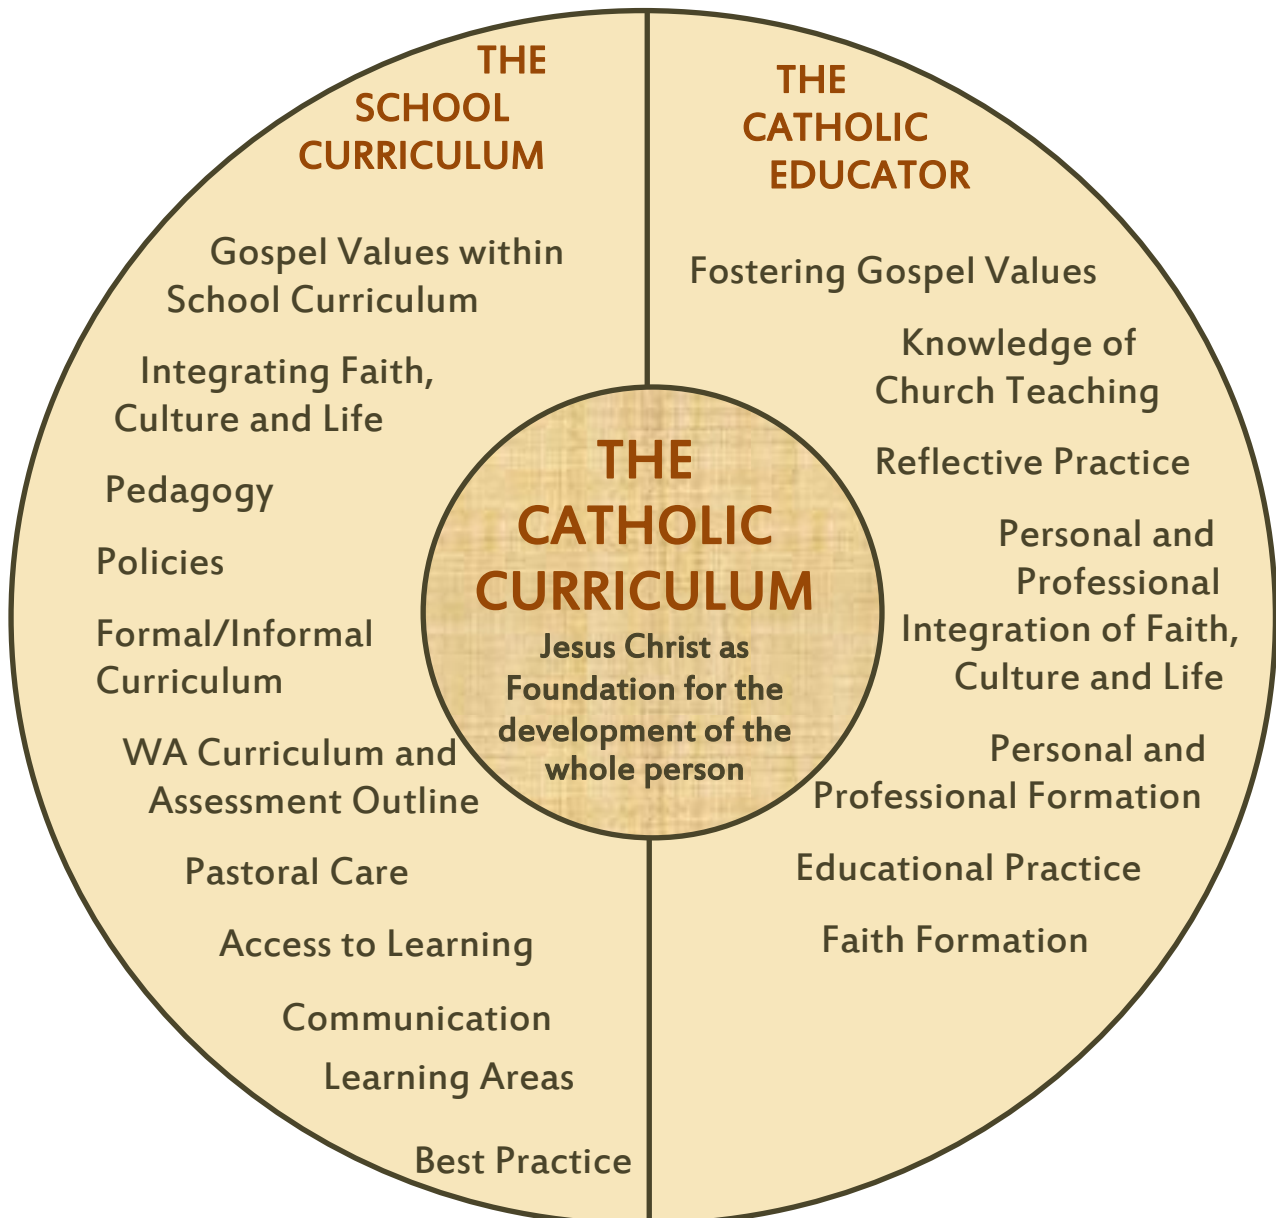 THE
SCHOOL
CURRICULUM
Gospel Values within
School Curriculum
Integrating Faith,
Culture and Life
Pedagogy
Policies
Formal/Informal
Curriculum
WA Curriculum and
Assessment Outline
Pastoral Care
Access to Learning
Communication
Learning Areas
Best Practice
THE
CATHOLIC
CURRICULUM
Jesus Christ as
Foundation for the
development of the
whole person
THE
CATHOLIC
EDUCATOR
Fostering Gospel Values
Knowledge of
Church Teaching
Reflective Practice
Personal and
Professional
Integration of Faith,
Culture and Life
Personal and
Professional Formation
Educational Practice
Faith Formation